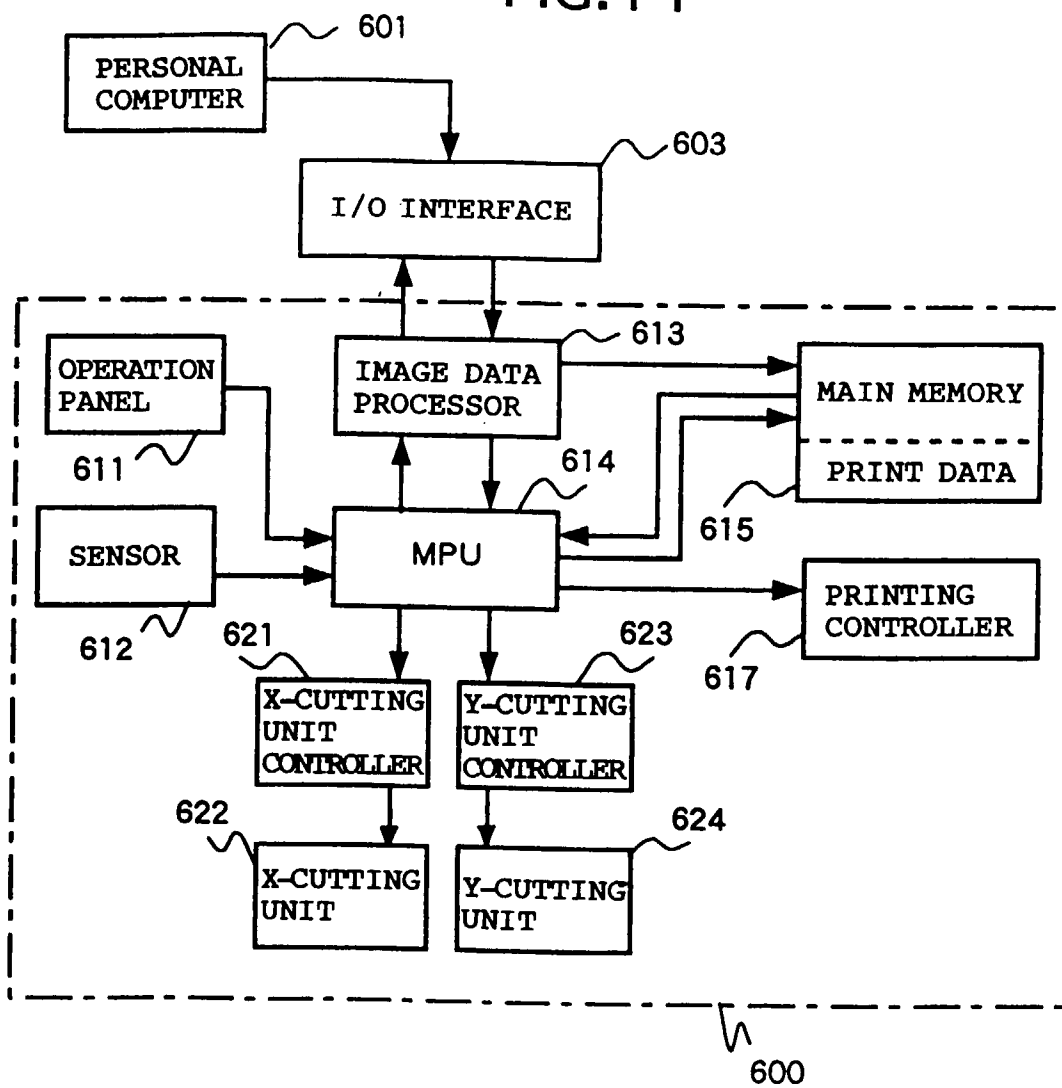 601
PERSONAL
COMPUTER
603
I/O INTERFACE
613
OPERATION
PANEL
611
IMAGE DATA
PROCESSOR
MAIN MEMORY
PRINT DATA
615
614
SENSOR
612
MPU
PRINTING
CONTROLLER
617
621
X-CUTTING
UNIT
CONTROLLER
623
Y-CUTTING
UNIT
CONTROLLER
622
X-CUTTING
UNIT
624
Y-CUTTING
UNIT
600